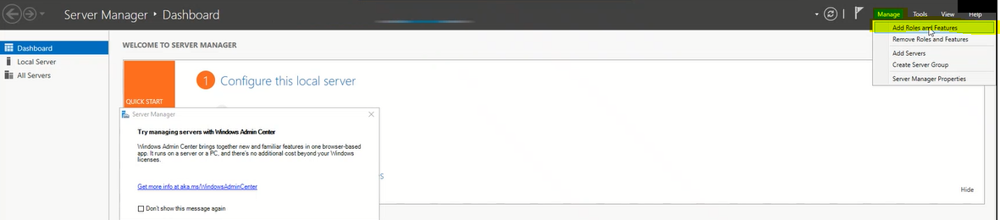 Server Manager ▸ Dashboard
Manage Tools View Help
Add Roles and Features
Remove Roles and Features
Add Servers
Create Server Group
Server Manager Properties
Dashboard
Local Server
All Servers
WELCOME TO SERVER MANAGER
QUICK START
1 Configure this local server
Hide
Server Manager
Try managing servers with Windows Admin Center
Windows Admin Center brings together new and familiar features in one browser-based
app. It runs on a server or a PC, and there's no additional cost beyond your Windows
licenses.
Get more info at aka.ms/WindowsAdminCenter
Don't show this message again